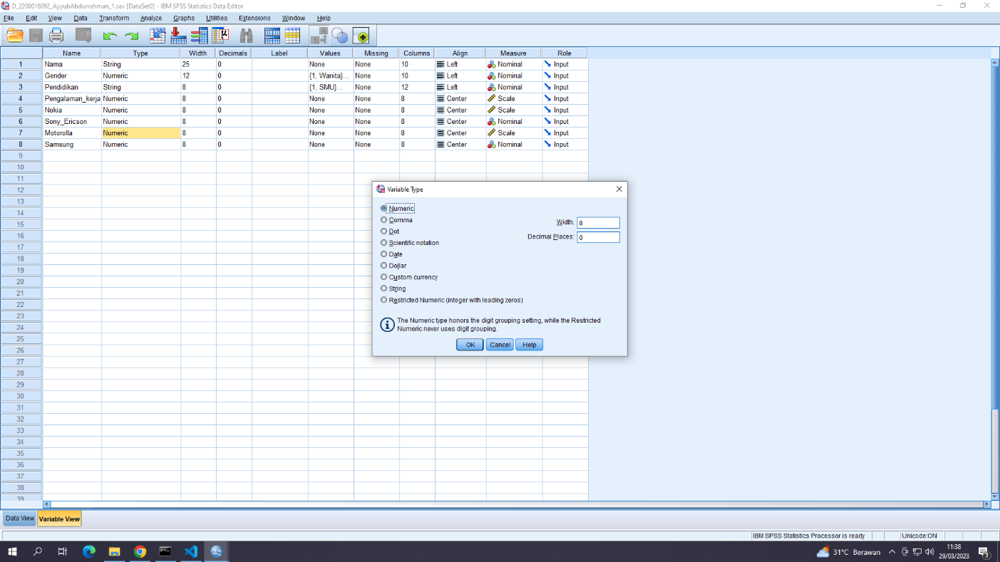 D_2200016092_AyyubAbdurrahman_1.sav [DataSet0] - IBM SPSS Statistics Data Editor
File Edit View Data Transform Analyze Graphs Utilities Extensions Window Help
Name Type Width Decimals Label Values Missing Columns Align Measure Role
1 Nama String 25 0 None None 10 Left Nominal Input
2 Gender Numeric 12 0 {1, Wanita}... None 10 Left Nominal Input
3 Pendidikan String 8 0 {1, SMU}... None 12 Left Nominal Input
4 Pengalaman_kerja Numeric 8 0 None None 8 Center Scale Input
5 Nokia Numeric 8 0 None None 8 Center Scale Input
6 Sony_Ericson Numeric 8 0 None None 8 Center Nominal Input
7 Motorolla Numeric 8 0 None None 8 Center Scale Input
8 Samsung Numeric 8 0 None None 8 Center Nominal Input
9
10
11
12
13
14
15
16
17
18
19
20
21
22
23
24
25
26
27
28
29
30
31
32
33
34
35
36
37
38
39
Variable Type
Numeric
Comma
Dot
Scientific notation
Date
Dollar
Custom currency
String
Restricted Numeric (integer with leading zeros)
Width: 8
Decimal Places: 0
The Numeric type honors the digit grouping setting, while the Restricted
Numeric never uses digit grouping.
OK Cancel Help
Data View Variable View
IBM SPSS Statistics Processor is ready Unicode:ON
31°C Berawan 11:38
29/03/2023
3